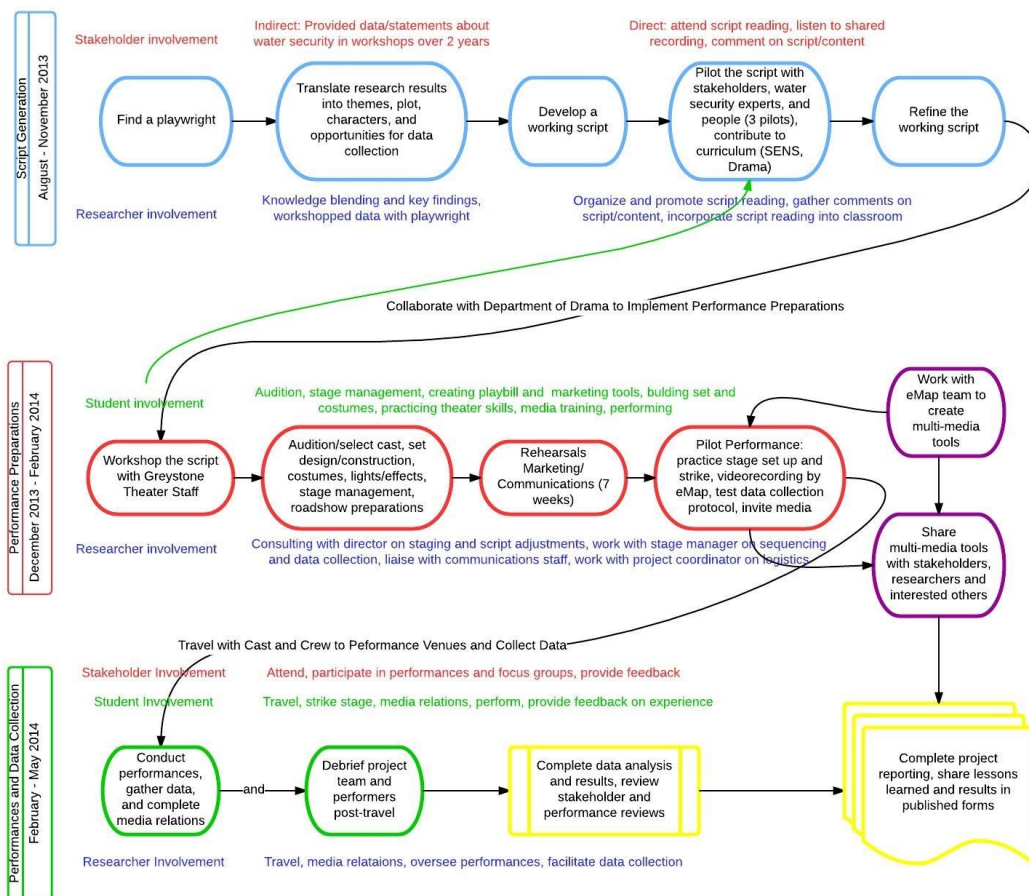 Script Generation
August - November 2013
Stakeholder involvement
Indirect: Provided data/statements about
water security in workshops over 2 years
Direct: attend script reading, listen to shared
recording, comment on script/content
Find a playwright
Translate research results
into themes, plot,
characters, and
opportunities for data
collection
Develop a
working script
Pilot the script with
stakeholders, water
security experts, and
people (3 pilots),
contribute to
curriculum (SENS,
Drama)
Refine the
working script
Researcher involvement
Knowledge blending and key findings,
workshopped data with playwright
Organize and promote script reading, gather comments on
script/content, incorporate script reading into classroom
Collaborate with Department of Drama to Implement Performance Preparations
Performance Preparations
December 2013 - February 2014
Student involvement
Audition, stage management, creating playbill and marketing tools, bulding set and
costumes, practicing theater skills, media training, performing
Work with
eMap team to
create
multi-media
tools
Workshop the script
with Greystone
Theater Staff
Audition/select cast, set
design/construction,
costumes, lights/effects,
stage management,
roadshow preparations
Rehearsals
Marketing/
Communications (7
weeks)
Pilot Performance:
practice stage set up and
strike, videorecording by
eMap, test data collection
protocol, invite media
Share
multi-media tools
with stakeholders,
researchers and
interested others
Researcher involvement
Consulting with director on staging and script adjustments, work with stage manager on sequencing
and data collection, liaise with communications staff, work with project coordinator on logistics
Travel with Cast and Crew to Peformance Venues and Collect Data
Performances and Data Collection
February - May 2014
Stakeholder Involvement
Attend, participate in performances and focus groups, provide feedback
Student Involvement
Travel, strike stage, media relations, perform, provide feedback on experience
Conduct
performances,
gather data,
and complete
media relations
and
Debrief project
team and
performers
post-travel
Complete data analysis
and results, review
stakeholder and
performance reviews
Complete project
reporting, share lessons
learned and results in
published forms
Researcher Involvement
Travel, media relataions, oversee performances, facilitate data collection